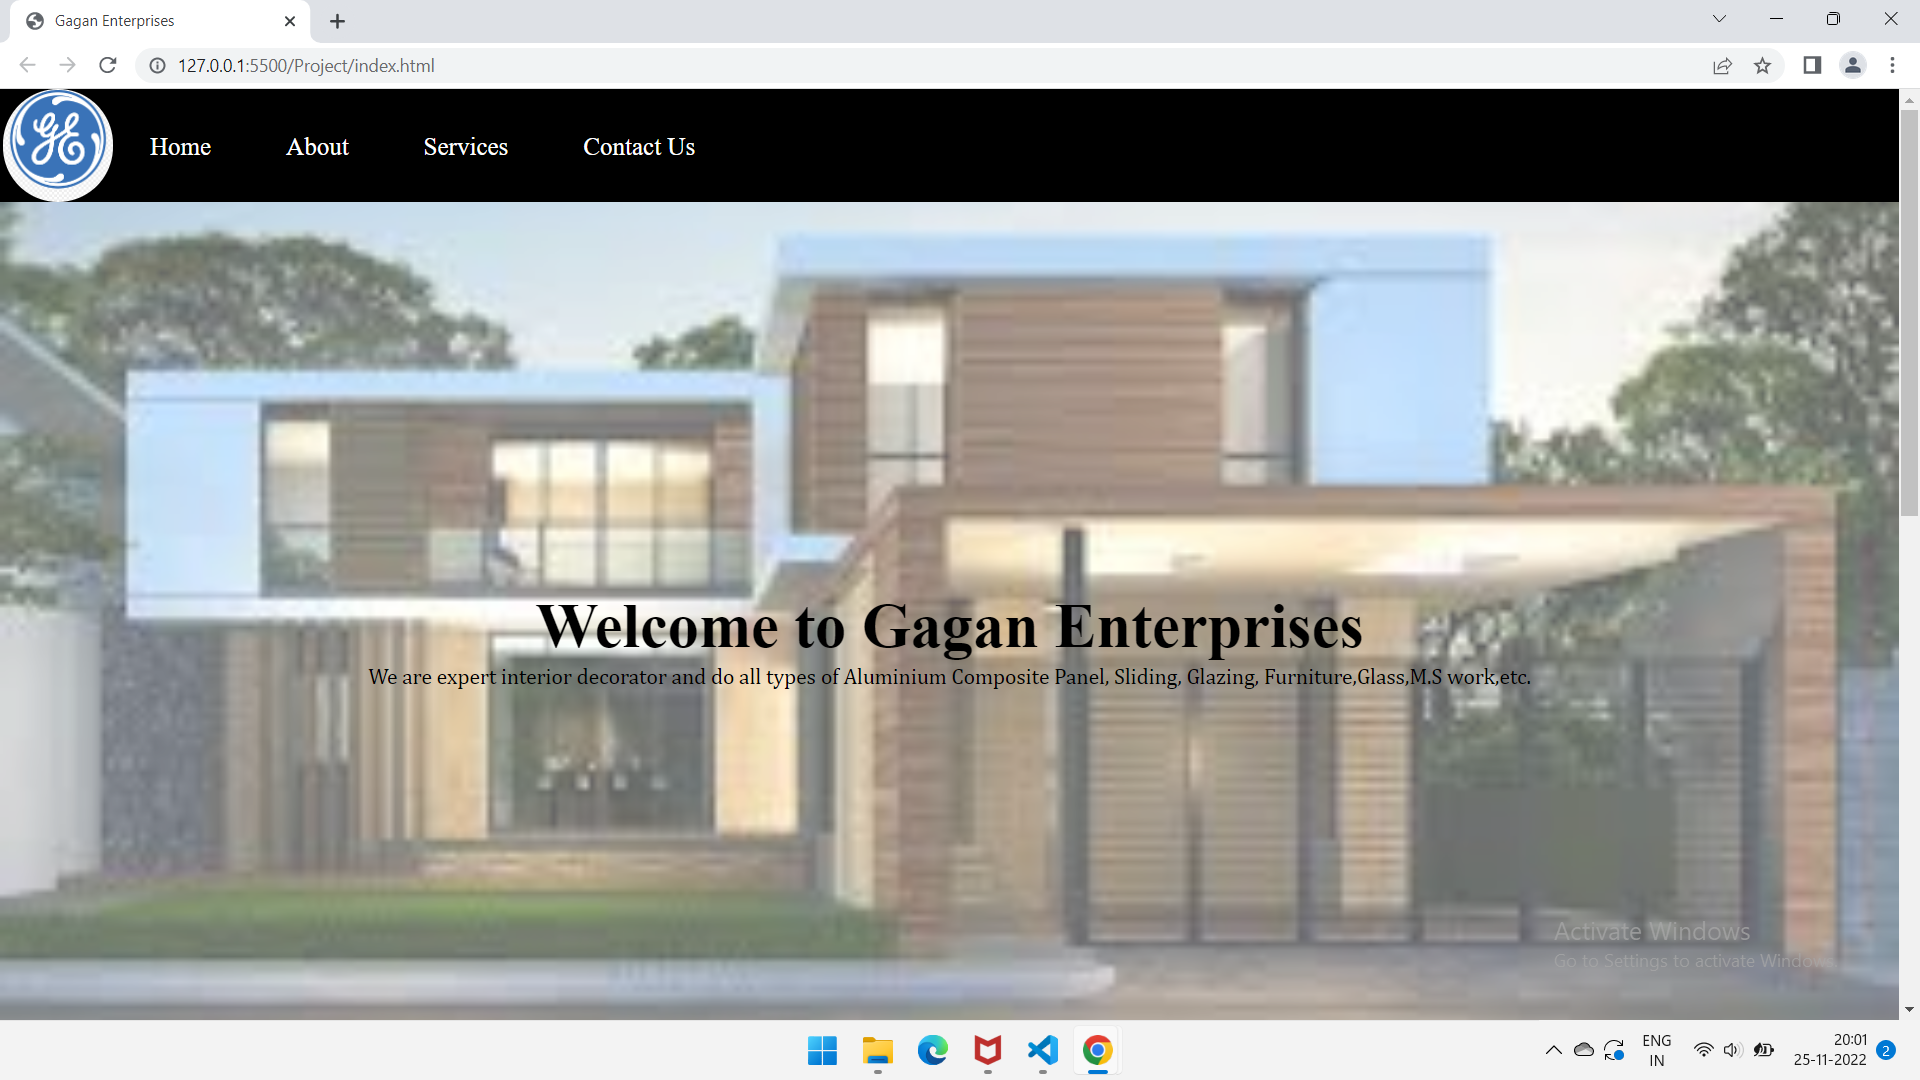 Gagan Enterprises
127.0.0.1:5500/Project/index.html
GE
Home About Services Contact Us
Welcome to Gagan Enterprises
We are expert interior decorator and do all types of Aluminium Composite Panel, Sliding, Glazing, Furniture,Glass,M.S work,etc.
Activate Windows
Go to Settings to activate Windows.
ENG
IN
20:01
25-11-2022
2